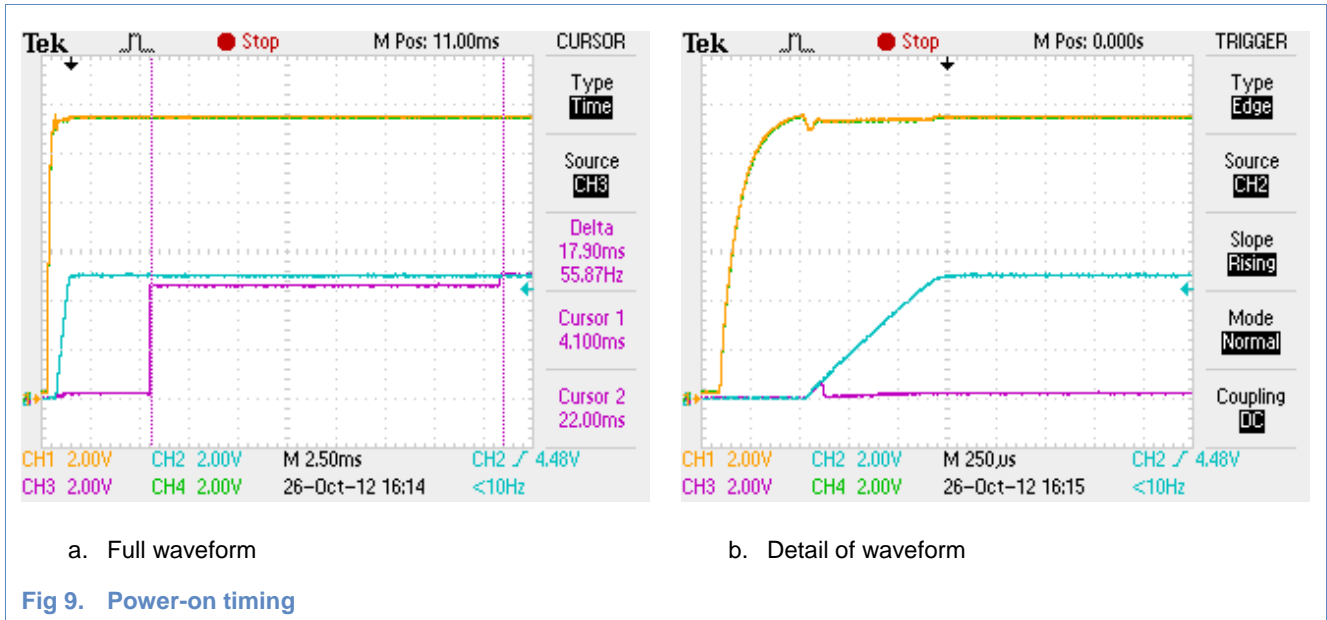 Tek Stop M Pos: 11.00ms CURSOR
Type
Time
Source
CH3
Delta
17.90ms
55.87Hz
Cursor 1
4.100ms
Cursor 2
22.00ms
CH1 2.00V CH2 2.00V M 2.50ms CH2 4.48V
CH3 2.00V CH4 2.00V 26-Oct-12 16:14 <10Hz
Tek Stop M Pos: 0.000s TRIGGER
Type
Edge
Source
CH2
Slope
Rising
Mode
Normal
Coupling
DC
CH1 2.00V CH2 2.00V M 250µs CH2 4.48V
CH3 2.00V CH4 2.00V 26-Oct-12 16:15 <10Hz
a. Full waveform
b. Detail of waveform
Fig 9. Power-on timing